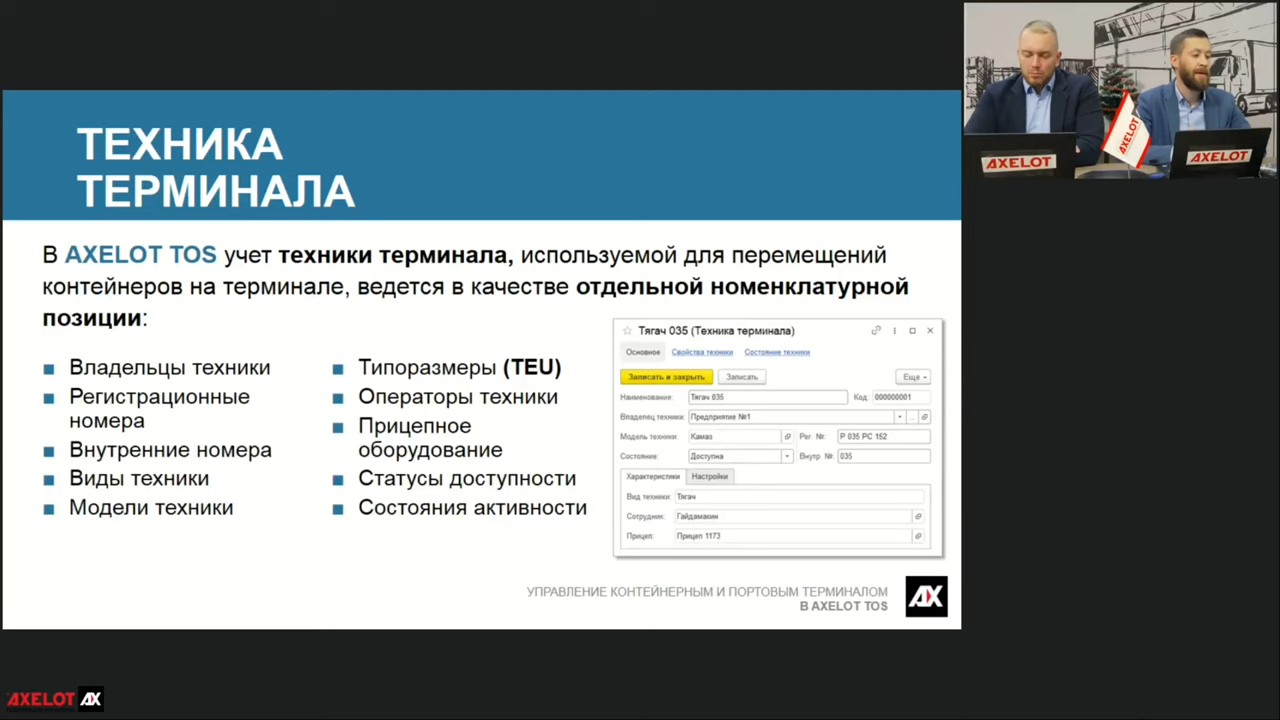 ТЕХНИКА
ТЕРМИНАЛА
В AXELOT TOS учет техники терминала, используемой для перемещений
контейнеров на терминале, ведется в качестве отдельной номенклатурной
позиции:
Владельцы техники
Регистрационные
номера
Внутренние номера
Виды техники
Модели техники
Типоразмеры (TEU)
Операторы техники
Прицепное
оборудование
Статусы доступности
Состояния активности
Тягач 035 (Техника терминала)
Основное Свойства техники Состояние техники
Записать и закрыть Записать Еще
Наименование: Тягач 035 Код: 000000001
Владелец техники: Предприятие №1
Модель техники: Камаз Рег. №: Р 035 РС 152
Состояние: Доступна Внутр. №: 035
Характеристики Настройки
Вид техники: Тягач
Сотрудник: Гайдамакин
Прицеп: Прицеп 1173
УПРАВЛЕНИЕ КОНТЕЙНЕРНЫМ И ПОРТОВЫМ ТЕРМИНАЛОМ
В AXELOT TOS
AX
AXELOT
AXELOT
AXELOT
AXELOT AX